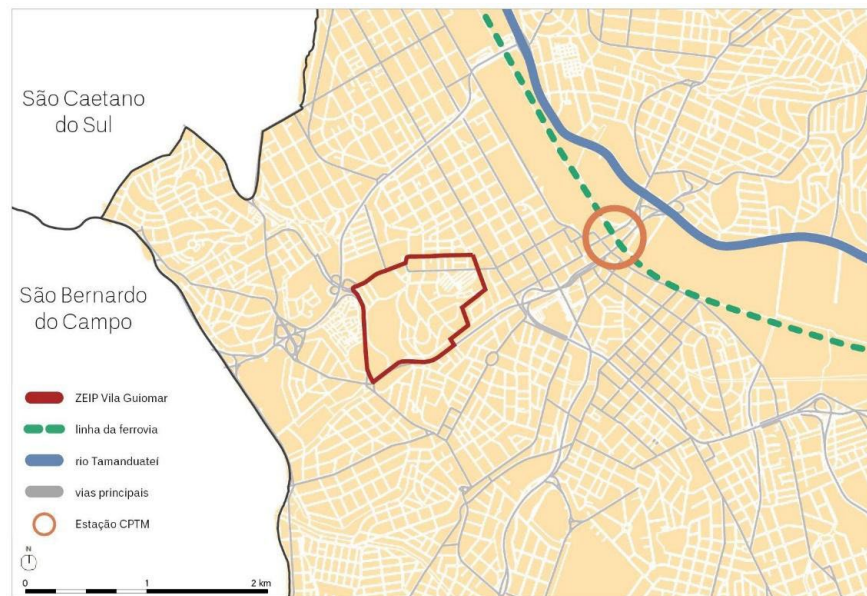 São Caetano
do Sul
São Bernardo
do Campo
ZEIP Vila Guiomar
linha da ferrovia
rio Tamanduateí
vias principais
Estação CPTM
N
0 1 2 km